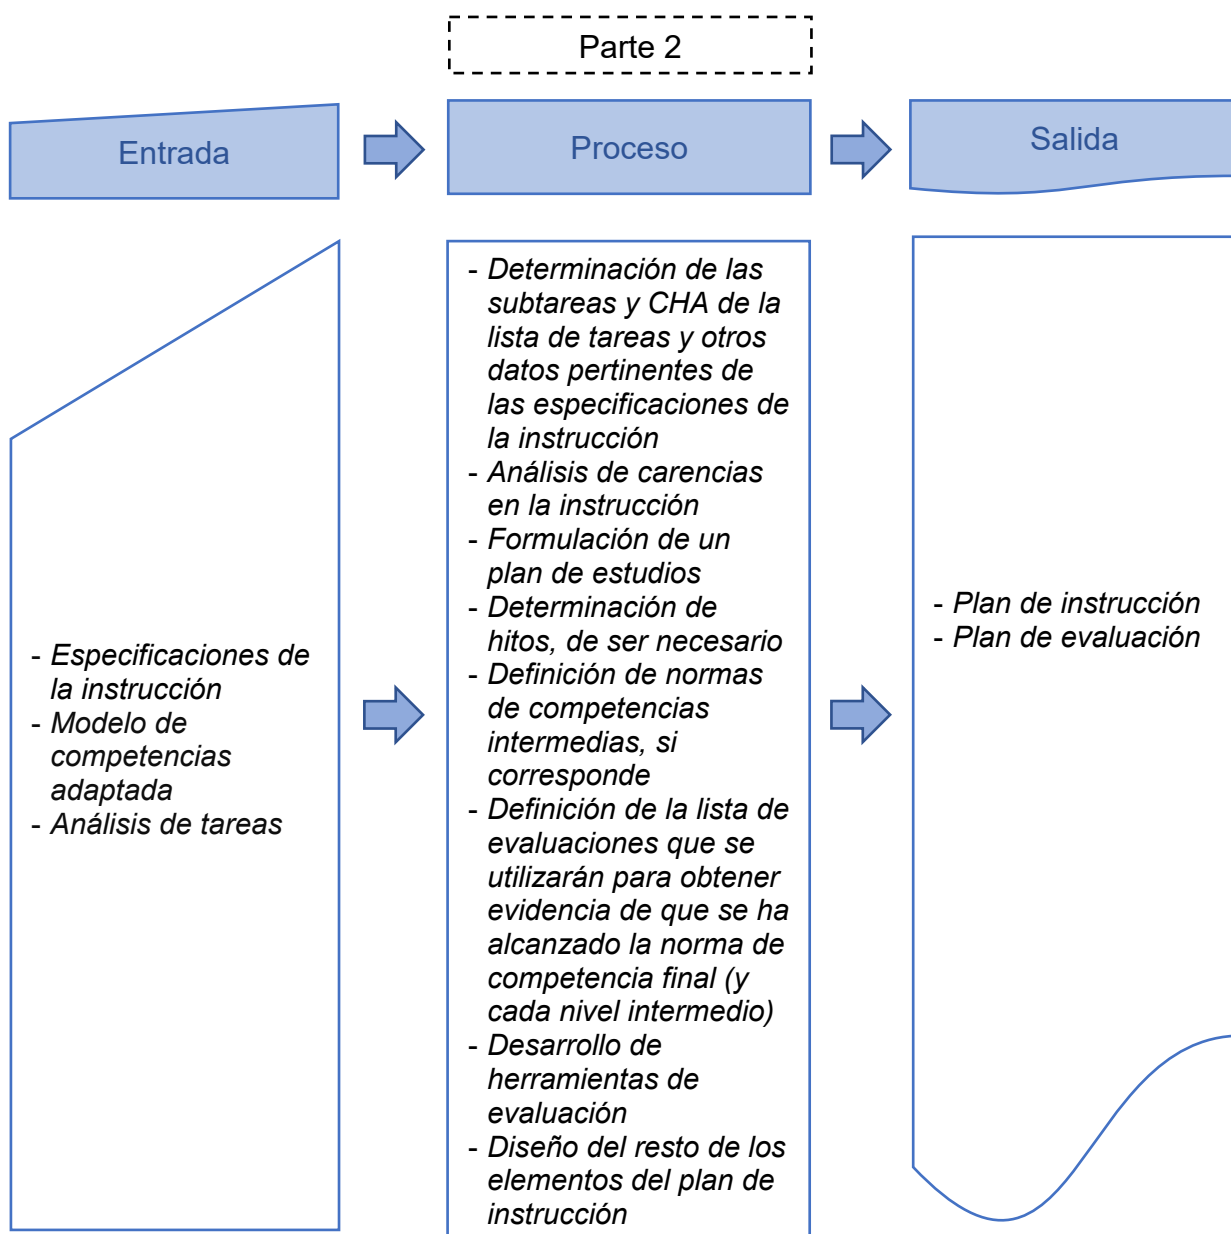 Parte 2
Entrada
Proceso
Salida
- Especificaciones de
la instrucción
- Modelo de
competencias
adaptada
- Análisis de tareas
- Determinación de las
subtareas y CHA de la
lista de tareas y otros
datos pertinentes de
las especificaciones de
la instrucción
- Análisis de carencias
en la instrucción
- Formulación de un
plan de estudios
- Determinación de
hitos, de ser necesario
- Definición de normas
de competencias
intermedias, si
corresponde
- Definición de la lista de
evaluaciones que se
utilizarán para obtener
evidencia de que se ha
alcanzado la norma de
competencia final (y
cada nivel intermedio)
- Desarrollo de
herramientas de
evaluación
- Diseño del resto de los
elementos del plan de
instrucción
- Plan de instrucción
- Plan de evaluación